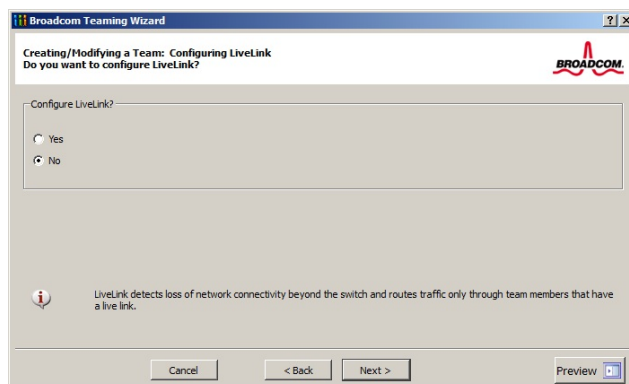 Broadcom Teaming Wizard
Creating/Modifying a Team: Configuring LiveLink
Do you want to configure LiveLink?
BROADCOM.
Configure LiveLink?
Yes
No
LiveLink detects loss of network connectivity beyond the switch and routes traffic only through team members that have
a live link.
Cancel
< Back
Next >
Preview